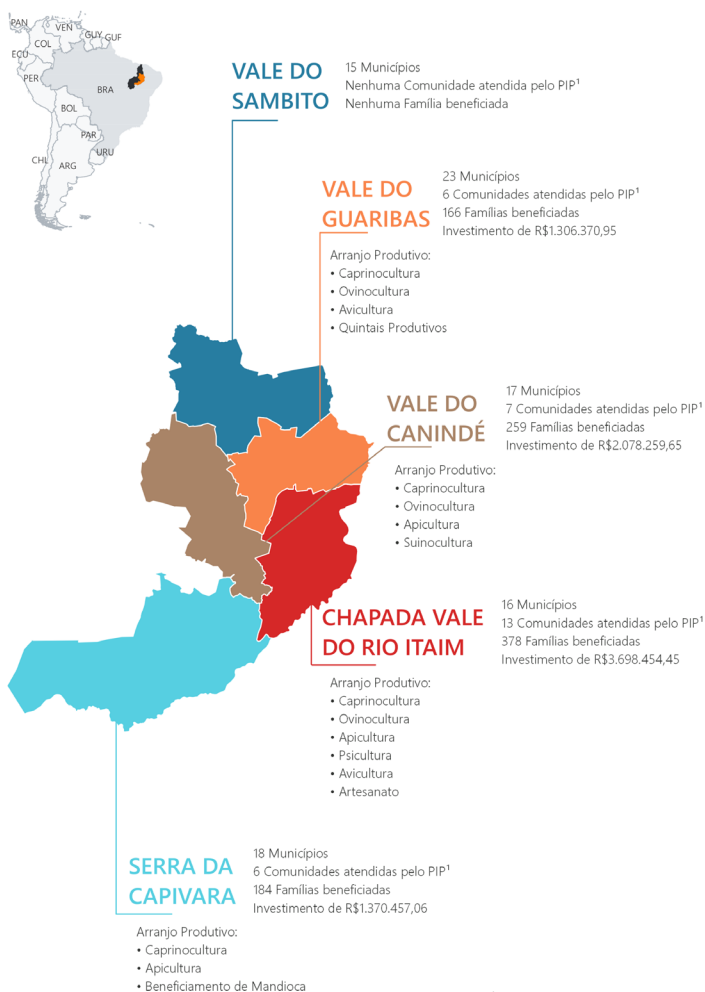 PAN
VEN
GUY
GUF
COL
ECU
PER
BRA
BOL
PAR
URU
CHL
ARG
VALE DO
SAMBITO
15 Municípios
Nenhuma Comunidade atendida pelo PIP¹
Nenhuma Família beneficiada
VALE DO
GUARIBAS
23 Municípios
6 Comunidades atendidas pelo PIP¹
166 Famílias beneficiadas
Investimento de R$1.306.370,95
Arranjo Produtivo:
• Caprinocultura
• Ovinocultura
• Avicultura
• Quintais Produtivos
VALE DO
CANINDÉ
17 Municípios
7 Comunidades atendidas pelo PIP¹
259 Famílias beneficiadas
Investimento de R$2.078.259,65
Arranjo Produtivo:
• Caprinocultura
• Ovinocultura
• Apicultura
• Suinocultura
CHAPADA VALE
DO RIO ITAIM
16 Municípios
13 Comunidades atendidas pelo PIP¹
378 Famílias beneficiadas
Investimento de R$3.698.454,45
Arranjo Produtivo:
• Caprinocultura
• Ovinocultura
• Apicultura
• Psicultura
• Avicultura
• Artesanato
SERRA DA
CAPIVARA
18 Municípios
6 Comunidades atendidas pelo PIP¹
184 Famílias beneficiadas
Investimento de R$1.370.457,06
Arranjo Produtivo:
• Caprinocultura
• Apicultura
• Beneficiamento de Mandioca